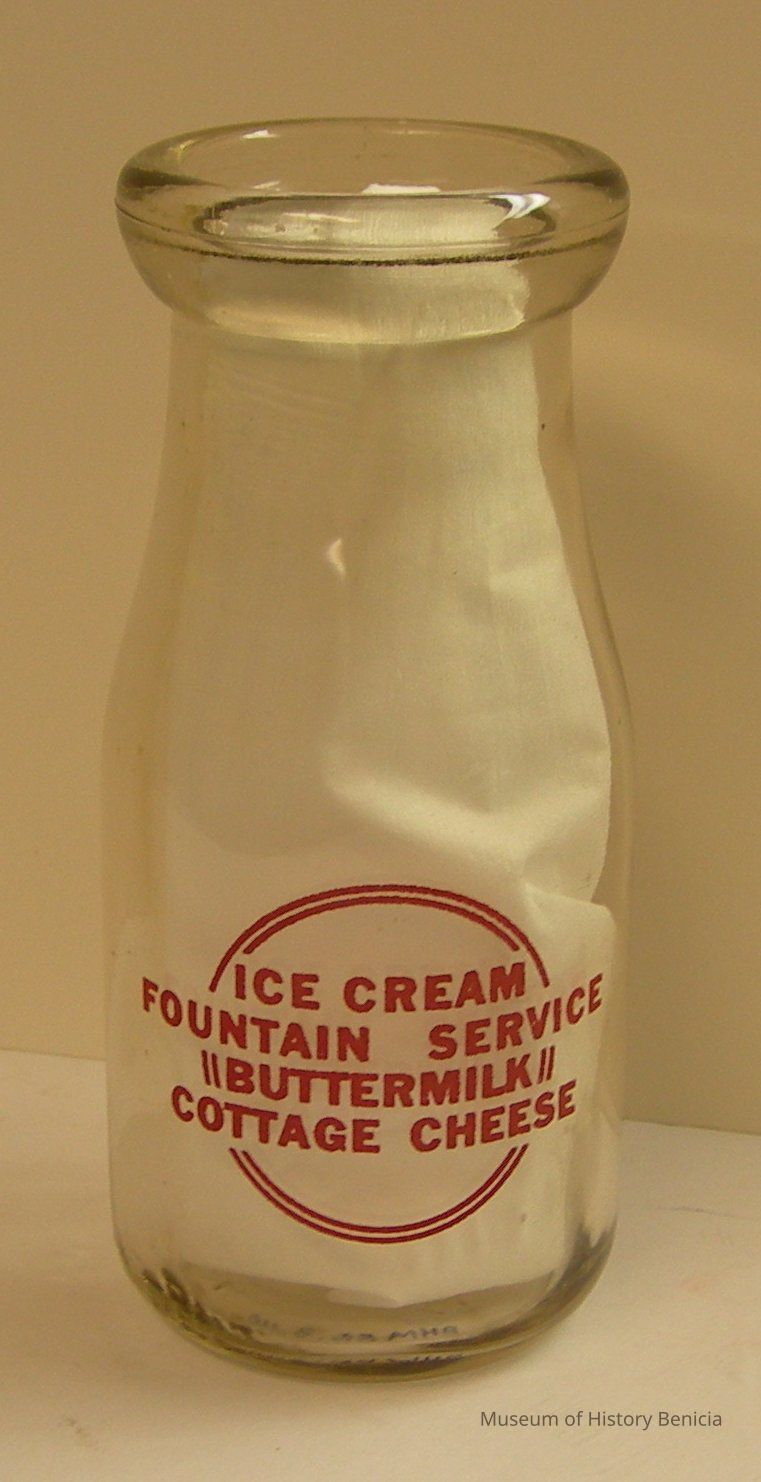 ICE CREAM
FOUNTAIN SERVICE
BUTTERMILK
COTTAGE CHEESE
Museum of History Benicia